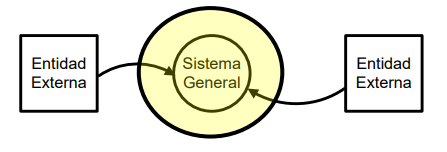 Entidad
Externa
Sistema
General
Entidad
Externa